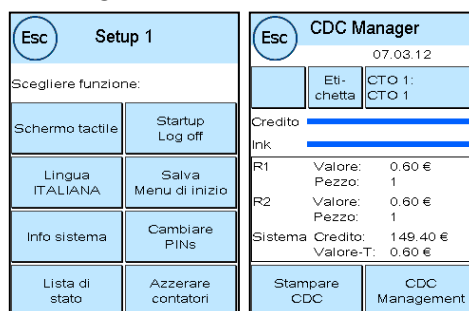 Esc Setup 1
Scegliere funzione:
Schermo tattile
Startup
Log off
Lingua
ITALIANA
Salva
Menu di inizio
Info sistema
Cambiare
PINs
Lista di
stato
Azzerare
contatori
Esc CDC Manager
07.03.12
Eti-
chetta
CTO 1:
CTO 1
Credito
Ink
R1 Valore: 0.60 €
Pezzo: 1
R2 Valore: 0.60 €
Pezzo: 1
Sistema Credito: 149.40 €
Valore-T: 0.60 €
Stampare
CDC
CDC
Management